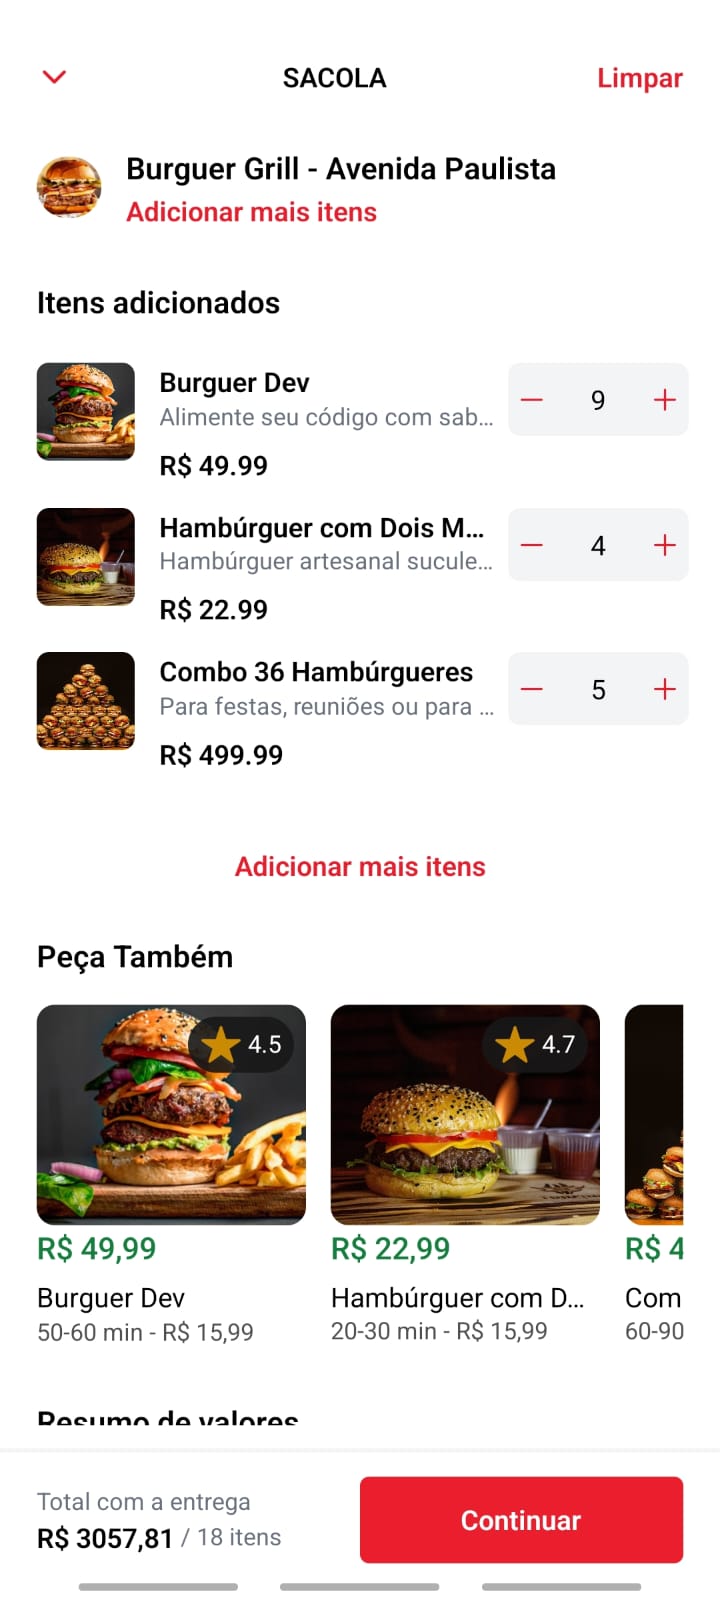 SACOLA
Limpar
Burguer Grill - Avenida Paulista
Adicionar mais itens
Itens adicionados
Burguer Dev
Alimente seu código com sab...
R$ 49.99
9
Hambúrguer com Dois M...
Hambúrguer artesanal sucule...
R$ 22.99
4
Combo 36 Hambúrgueres
Para festas, reuniões ou para ...
R$ 499.99
5
Adicionar mais itens
Peça Também
4.5
4.7
R$ 49,99
R$ 22,99
R$ 4
Burguer Dev
Hambúrguer com D...
Com
50-60 min - R$ 15,99
20-30 min - R$ 15,99
60-90
Resumo de valores
Total com a entrega
R$ 3057,81 / 18 itens
Continuar